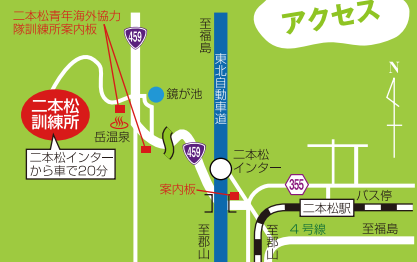 アクセス
二本松青年海外協力
隊訓練所案内板
459
至福島
東北自動車道
N
鏡が池
二本松
訓練所
岳温泉
二本松インター
から車で20分
459
二本松
インター
案内板
355
バス停
二本松駅
至郡山
至郡山
4号線
至福島